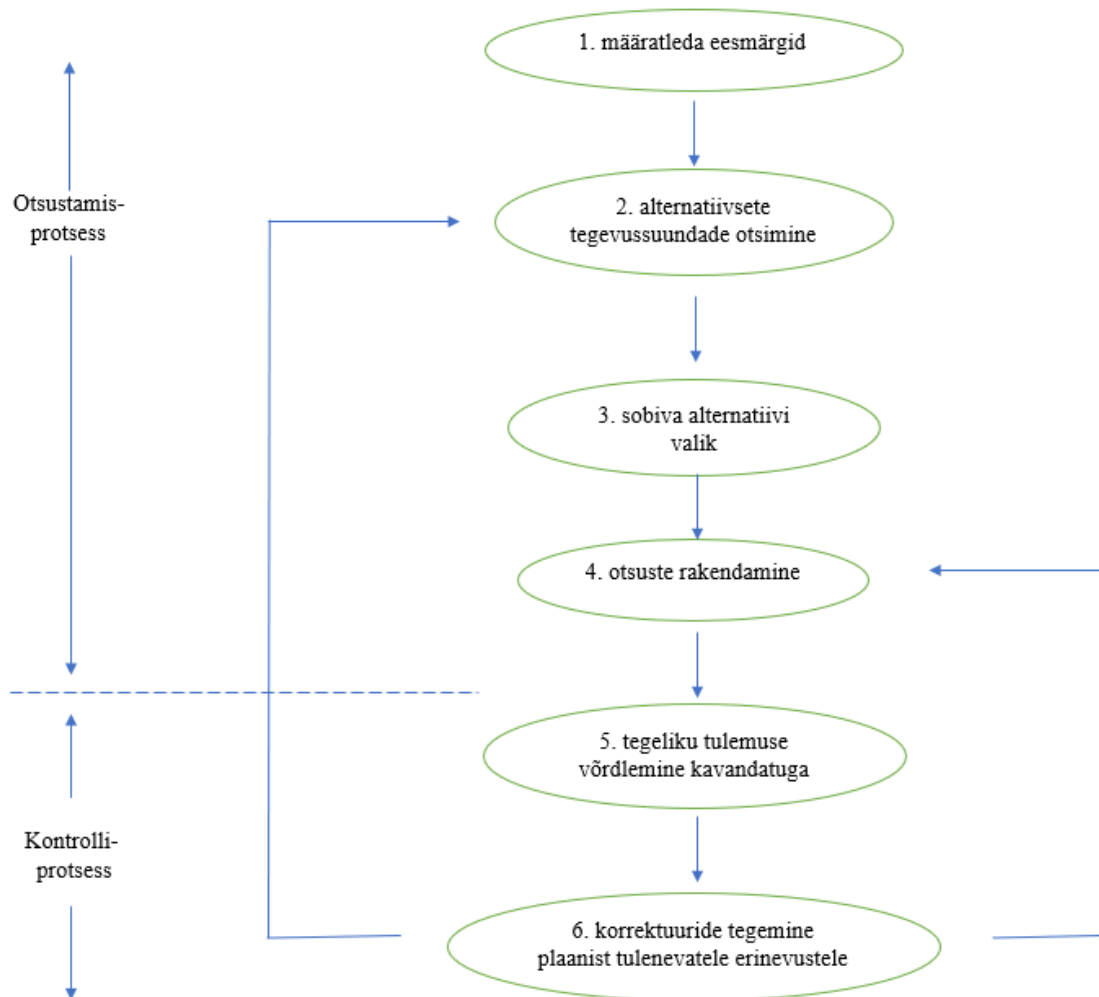 1. määratleda eesmärgid
Otsustamis-
protsess
2. alternatiivsete
tegevussuundade otsimine
3. sobiva alternatiivi
valik
4. otsuste rakendamine
5. tegeliku tulemuse
võrdlemine kavandatuga
Kontrolli-
protsess
6. korrektuuride tegemine
plaanist tulenevatele erinevustele